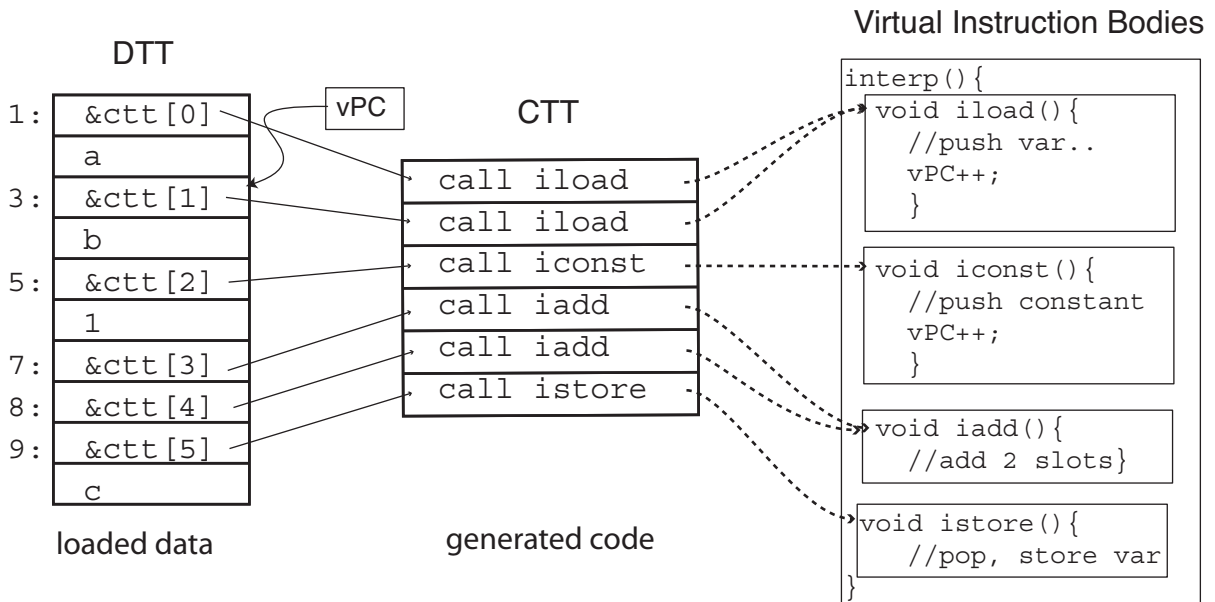 DTT
1: &ctt[0]
a
3: &ctt[1]
b
5: &ctt[2]
1
7: &ctt[3]
8: &ctt[4]
9: &ctt[5]
c
loaded data
vPC
CTT
call iload
call iload
call iconst
call iadd
call iadd
call istore
generated code
Virtual Instruction Bodies
interp(){
void iload(){
//push var..
vPC++;
}
void iconst(){
//push constant
vPC++;
}
void iadd(){
//add 2 slots}
void istore(){
//pop, store var
}